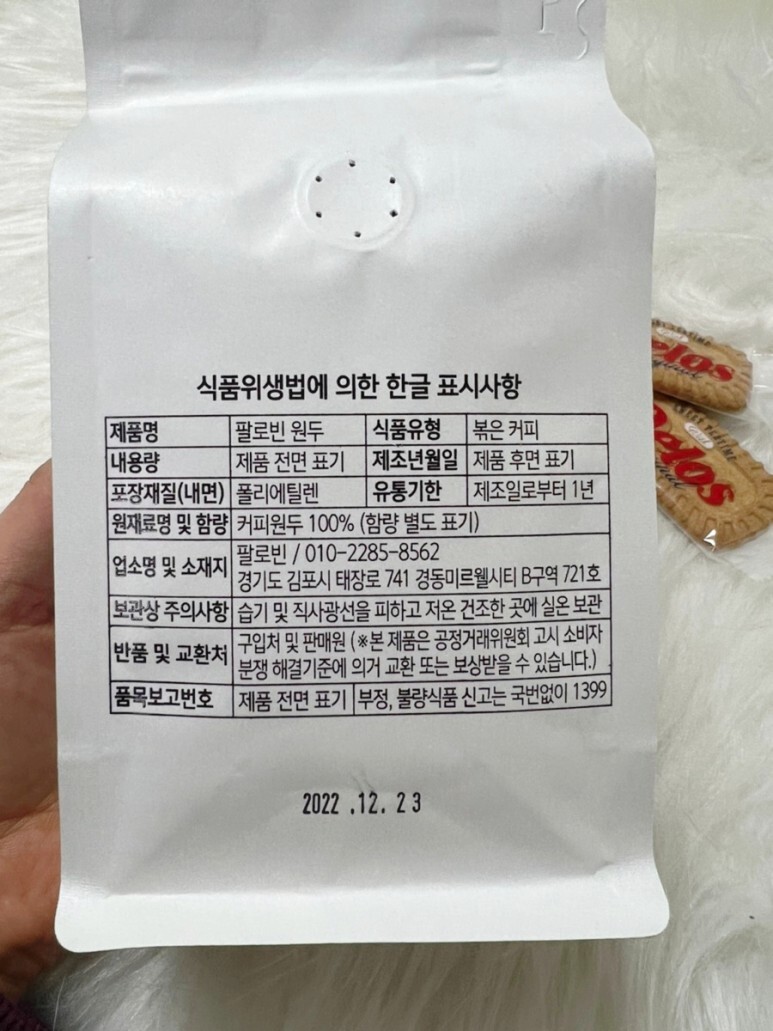 식품위생법에 의한 한글 표시사항
제품명 팔로빈 원두 식품유형 볶은 커피
내용량 제품 전면 표기 제조년월일 제품 후면 표기
포장재질(내면) 폴리에틸렌 유통기한 제조일로부터 1년
원재료명 및 함량 커피원두 100% (함량 별도 표기)
업소명 및 소재지 팔로빈 / 010-2285-8562
경기도 김포시 태장로 741 경동미르웰시티 B구역 721호
보관상 주의사항 습기 및 직사광선을 피하고 저온 건조한 곳에 실온 보관
반품 및 교환처 구입처 및 판매원 (※본 제품은 공정거래위원회 고시 소비자
분쟁 해결기준에 의거 교환 또는 보상받을 수 있습니다.)
품목보고번호 제품 전면 표기 부정, 불량식품 신고는 국번없이 1399
2022 .12. 23